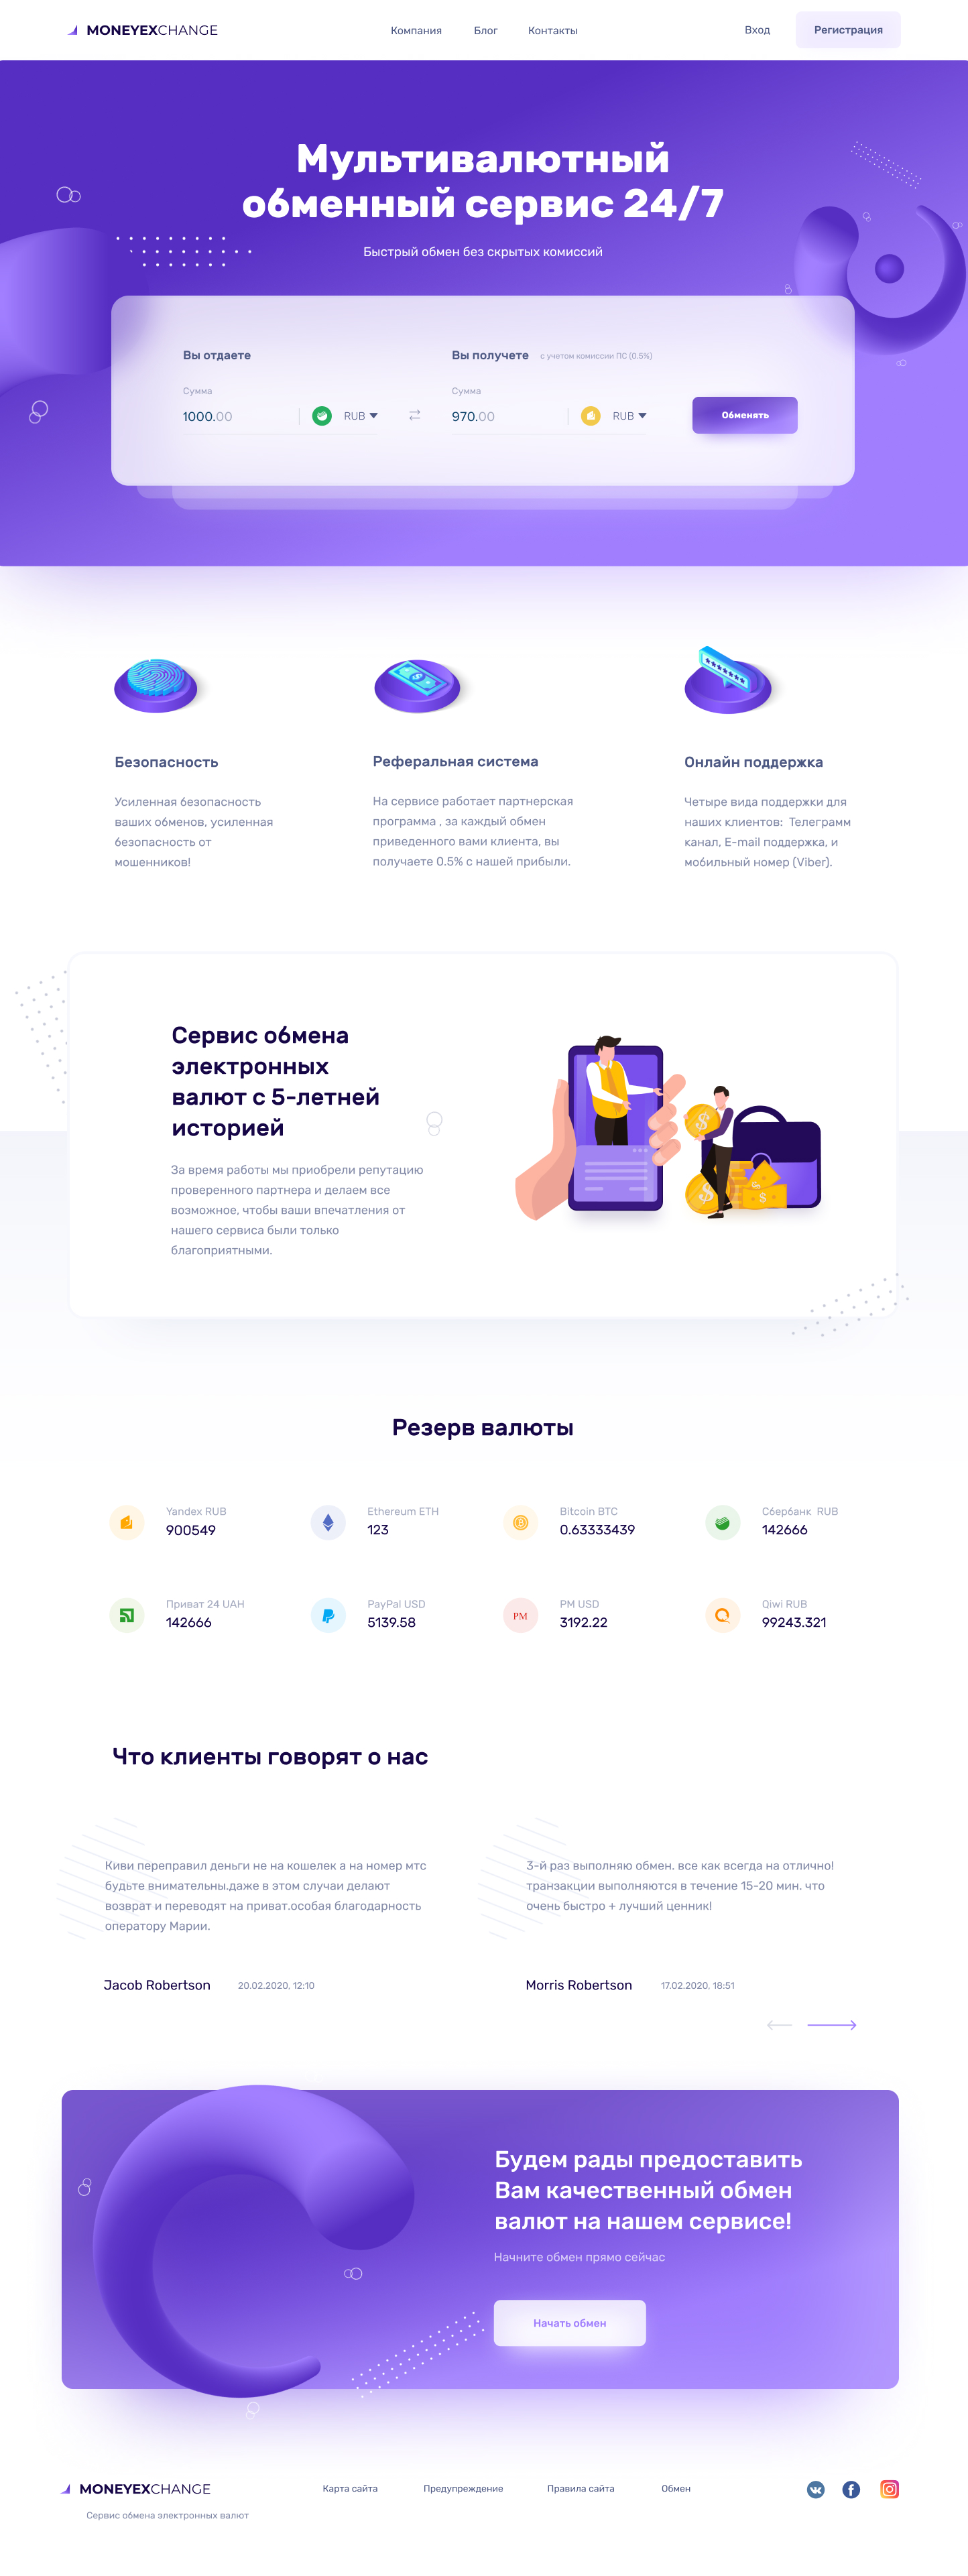 MONEYEXCHANGE
Компания
Блог
Контакты
Вход
Регистрация
Мультивалютный
обменный сервис 24/7
Быстрый обмен без скрытых комиссий
Вы отдаете
Сумма
1000.00
RUB
Вы получете с учетом комиссии ПС (0.5%)
Сумма
970.00
RUB
Обменять
Безопасность
Усиленная безопасность
ваших обменов, усиленная
безопасность от
мошенников!
Реферальная система
На сервисе работает партнерская
программа , за каждый обмен
приведенного вами клиента, вы
получаете 0.5% с нашей прибыли.
Онлайн поддержка
Четыре вида поддержки для
наших клиентов:  Телеграмм
канал, E-mail поддержка, и
мобильный номер (Viber).
Сервис обмена
электронных
валют с 5-летней
историей
За время работы мы приобрели репутацию
проверенного партнера и делаем все
возможное, чтобы ваши впечатления от
нашего сервиса были только
благоприятными.
Резерв валюты
Yandex RUB
900549
Ethereum ETH
123
Bitcoin BTC
0.63333439
Сбербанк  RUB
142666
Приват 24 UAH
142666
PayPal USD
5139.58
PM
PM USD
3192.22
Qiwi RUB
99243.321
Что клиенты говорят о нас
Киви переправил деньги не на кошелек а на номер мтс
будьте внимательны.даже в этом случаи делают
возврат и переводят на приват.особая благодарность
оператору Марии.
Jacob Robertson
20.02.2020, 12:10
3-й раз выполняю обмен. все как всегда на отлично!
транзакции выполняются в течение 15-20 мин. что
очень быстро + лучший ценник!
Morris Robertson
17.02.2020, 18:51
Будем рады предоставить
Вам качественный обмен
валют на нашем сервисе!
Начните обмен прямо сейчас
Начать обмен
MONEYEXCHANGE
Сервис обмена электронных валют
Карта сайта
Предупреждение
Правила сайта
Обмен